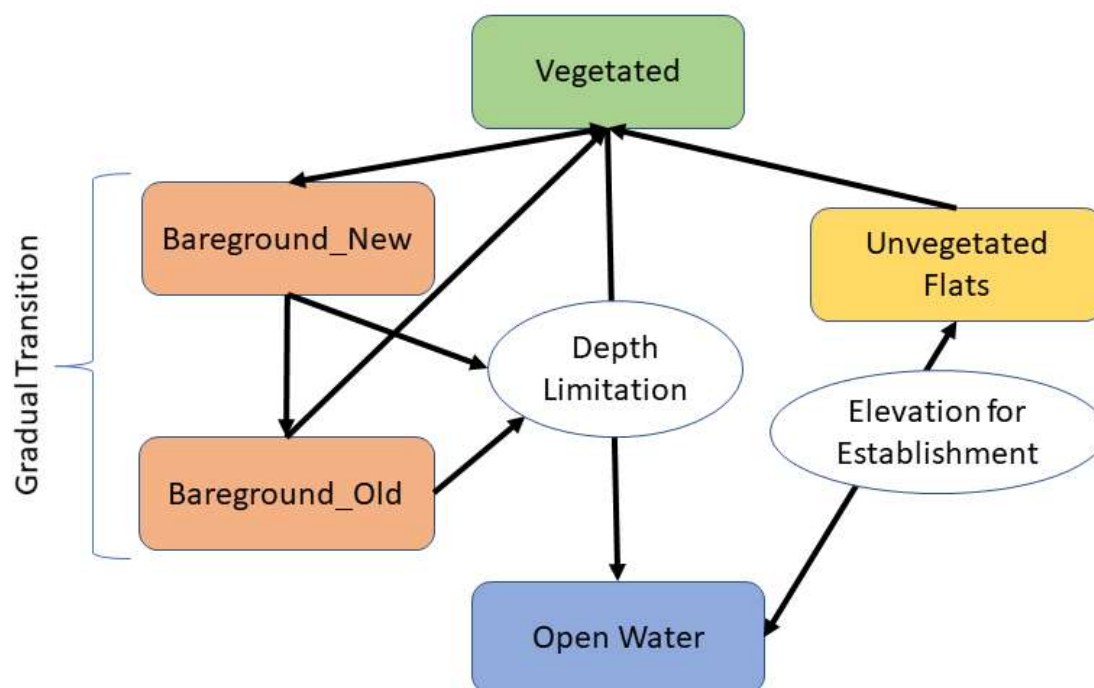 Vegetated
Gradual Transition
Bareground_New
Unvegetated
Flats
Depth
Limitation
Elevation for
Establishment
Bareground_Old
Open Water